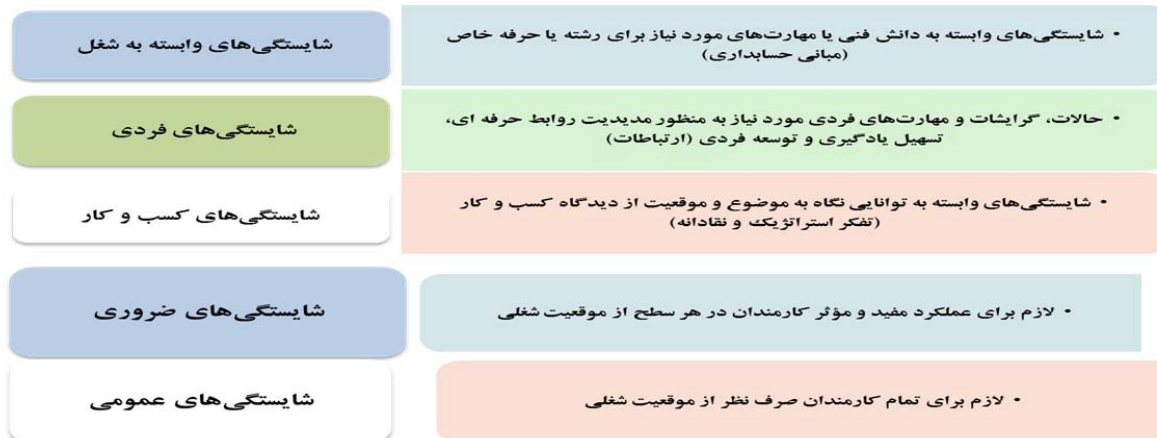 شایستگی‌های وابسته به شغل
• شایستگی‌های وابسته به دانش فنی یا مهارت‌های مورد نیاز برای رشته یا حرفه خاص
(مبانی حسابداری)
شایستگی‌های فردی
• حالات، گرایشات و مهارت‌های فردی مورد نیاز به منظور مدیدیت روابط حرفه ای،
تسهیل یادگیری و توسعه فردی (ارتباطات)
شایستگی‌های کسب و کار
• شایستگی‌های وابسته به توانایی نگاه به موضوع و موقعیت از دیدگاه کسب و کار
(تفکر استراتژیک و نقادانه)
شایستگی‌های ضروری
• لازم برای عملکرد مفید و مؤثر کارمندان در هر سطح از موقعیت شغلی
شایستگی‌های عمومی
• لازم برای تمام کارمندان صرف نظر از موقعیت شغلی